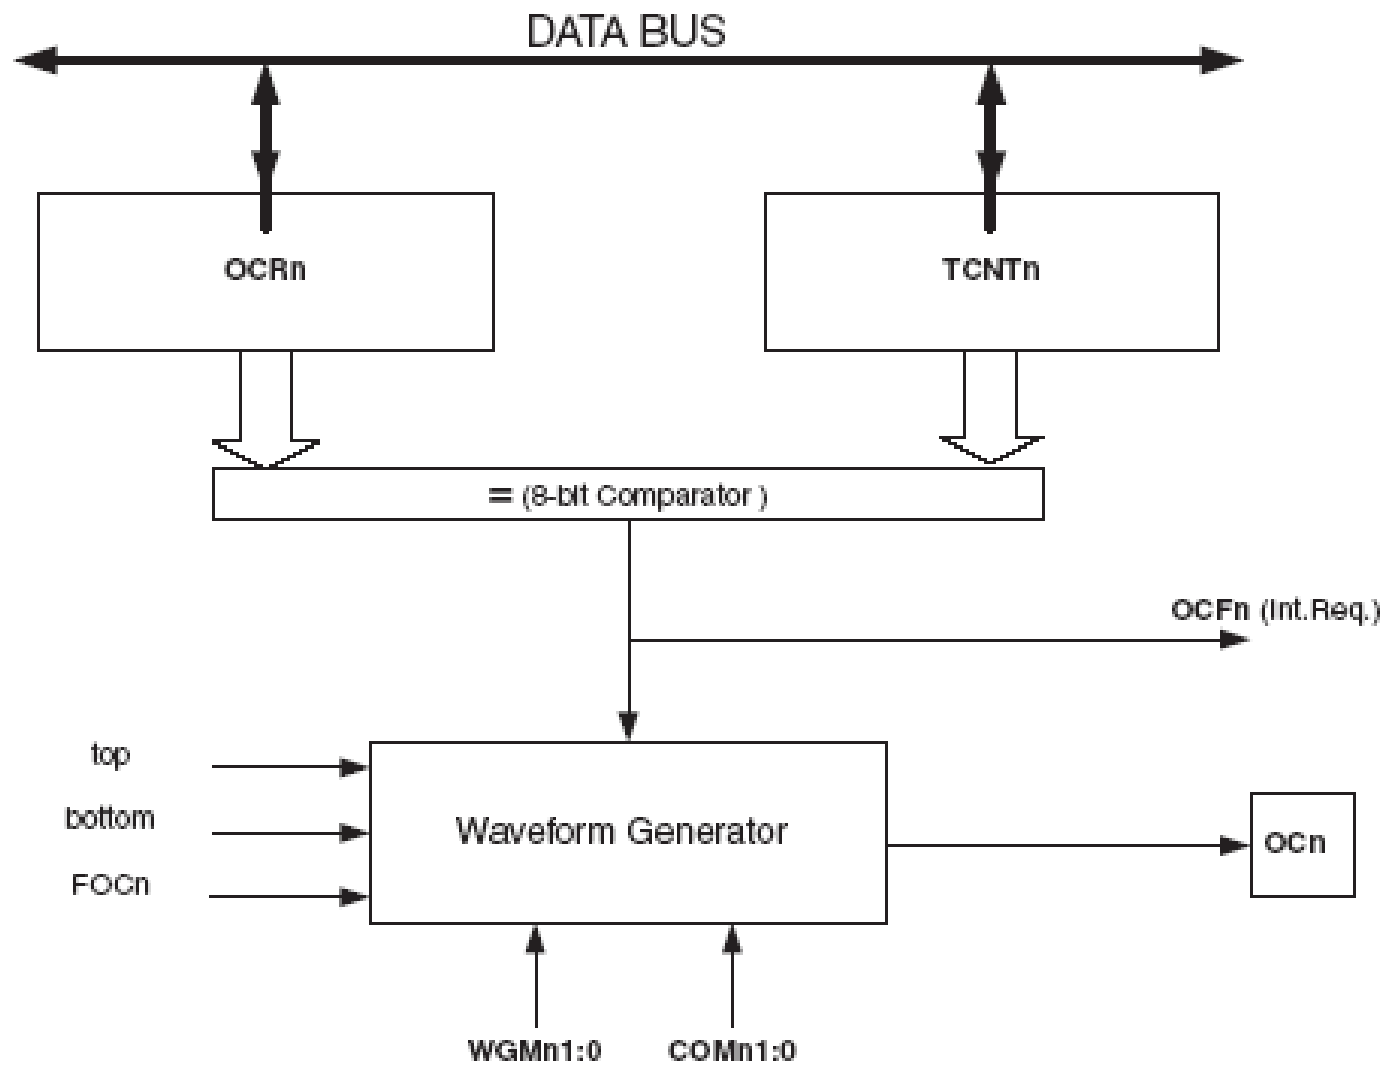 DATA BUS
OCRn
TCNTn
= (8-bit Comparator )
OCFn (Int.Req.)
top
bottom
FOCn
Waveform Generator
OCn
WGMn1:0
COMn1:0